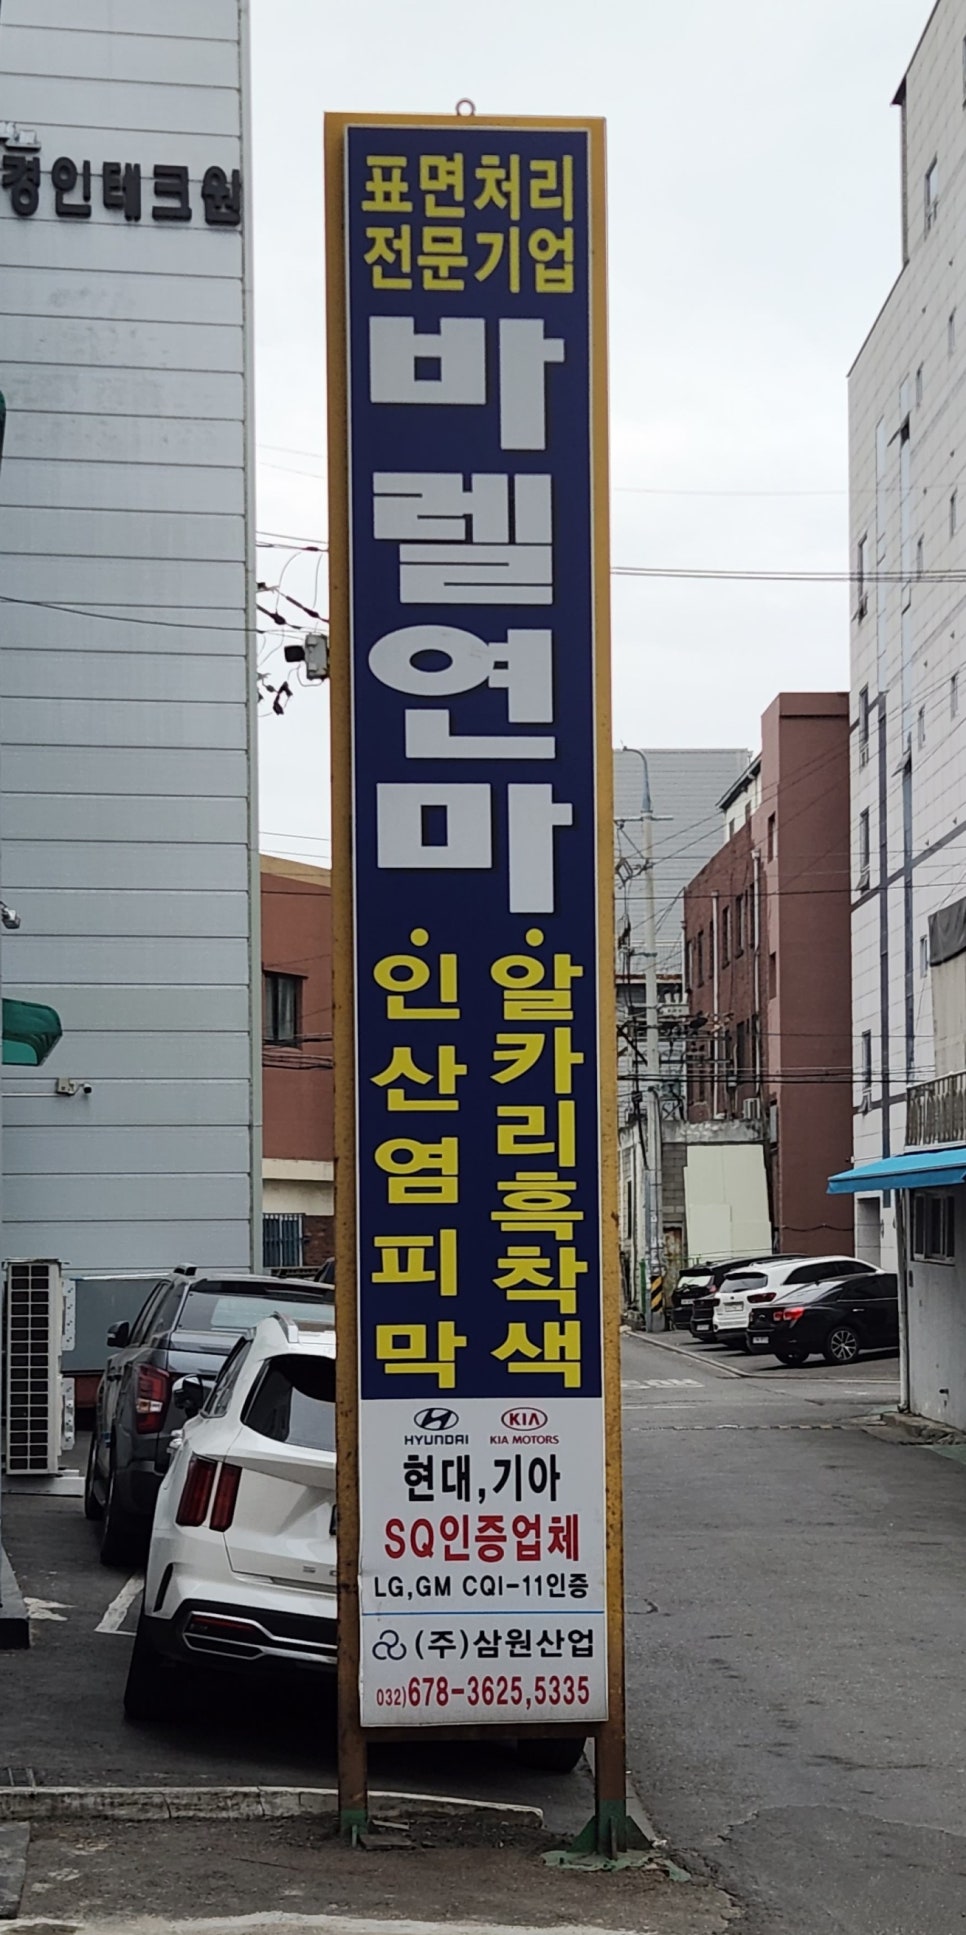 경인테크원
표면처리
전문기업
바렐연마
·인산염피막
·알카리흑착색
HYUNDAI KIA
KIA MOTORS
현대,기아
SQ인증업체
LG,GM CQI-11인증
(주)삼원산업
032)678-3625,5335